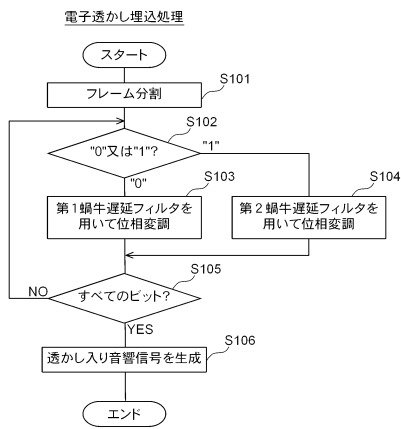 電子透かし埋込処理
スタート
S101
フレーム分割
S102
"0"又は"1"?
"1"
"0"
S103
第1蝸牛遅延フィルタを
用いて位相変調
S104
第2蝸牛遅延フィルタを
用いて位相変調
S105
すべてのビット?
NO
YES
S106
透かし入り音響信号を生成
エンド